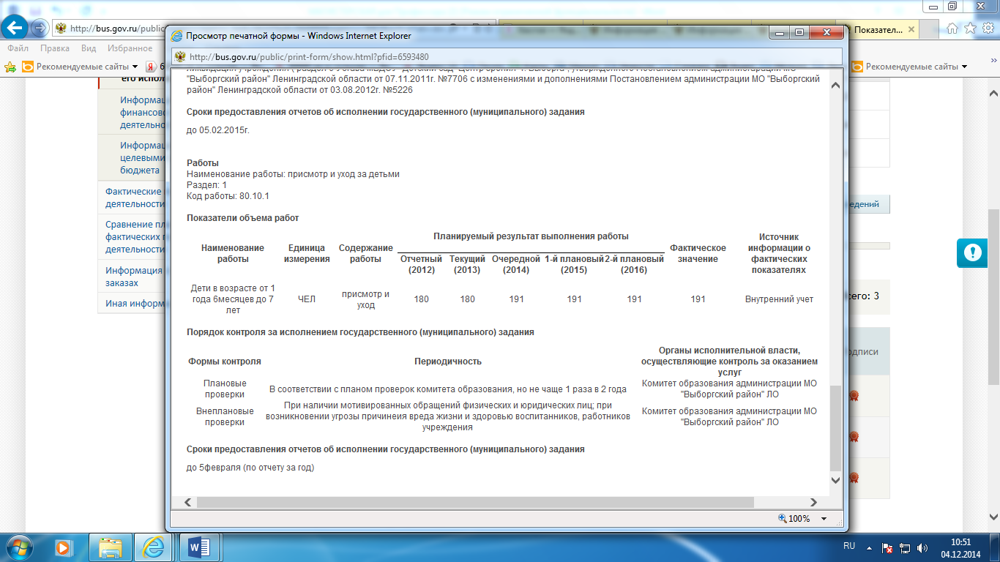 http://bus.gov.ru/public
Показател...
Файл Правка Вид Избранное
Рекомендуемые сайты
Рекомендуемые сайты
Просмотр печатной формы - Windows Internet Explorer
http://bus.gov.ru/public/print-form/show.html?pfid=6593480
его испол
Информац
финансово
деятельно
Информац
целевыми
бюджета
Фактические
деятельности
Сравнение пл
фактических п
деятельности
Информация
заказах
Иная информ
"Выборгский район" Ленинградской области от 07.11.2011г. №7706 с изменениями и дополнениями Постановлением администрации МО "Выборгский
район" Ленинградской области от 03.08.2012г. №5226
Сроки предоставления отчетов об исполнении государственного (муниципального) задания
до 05.02.2015г.
Работы
Наименование работы: присмотр и уход за детьми
Раздел: 1
Код работы: 80.10.1
Показатели объема работ
Наименование работы
Единица измерения
Содержание работы
Планируемый результат выполнения работы
Отчетный (2012)
Текущий (2013)
Очередной (2014)
1-й плановый (2015)
2-й плановый (2016)
Фактическое значение
Источник информации о фактических показателях
Дети в возрасте от 1
года 6месяцев до 7
лет
ЧЕЛ
присмотр и
уход
180 180 191 191 191 191 Внутренний учет
Порядок контроля за исполнением государственного (муниципального) задания
Формы контроля
Периодичность
Органы исполнительной власти,
осуществляющие контроль за оказанием
услуг
Плановые
проверки
В соответствии с планом проверок комитета образования, но не чаще 1 раза в 2 года
Комитет образования администрации МО
"Выборгский район" ЛО
Внеплановые
проверки
При наличии мотивированных обращений физических и юридических лиц; при
возникновении угрозы причинеия вреда жизни и здоровью воспитанников, работников
учреждения
Комитет образования администрации МО
"Выборгский район" ЛО
Сроки предоставления отчетов об исполнении государственного (муниципального) задания
до 5февраля (по отчету за год)
100%
едений
сего: 3
одписи
RU
10:51
04.12.2014